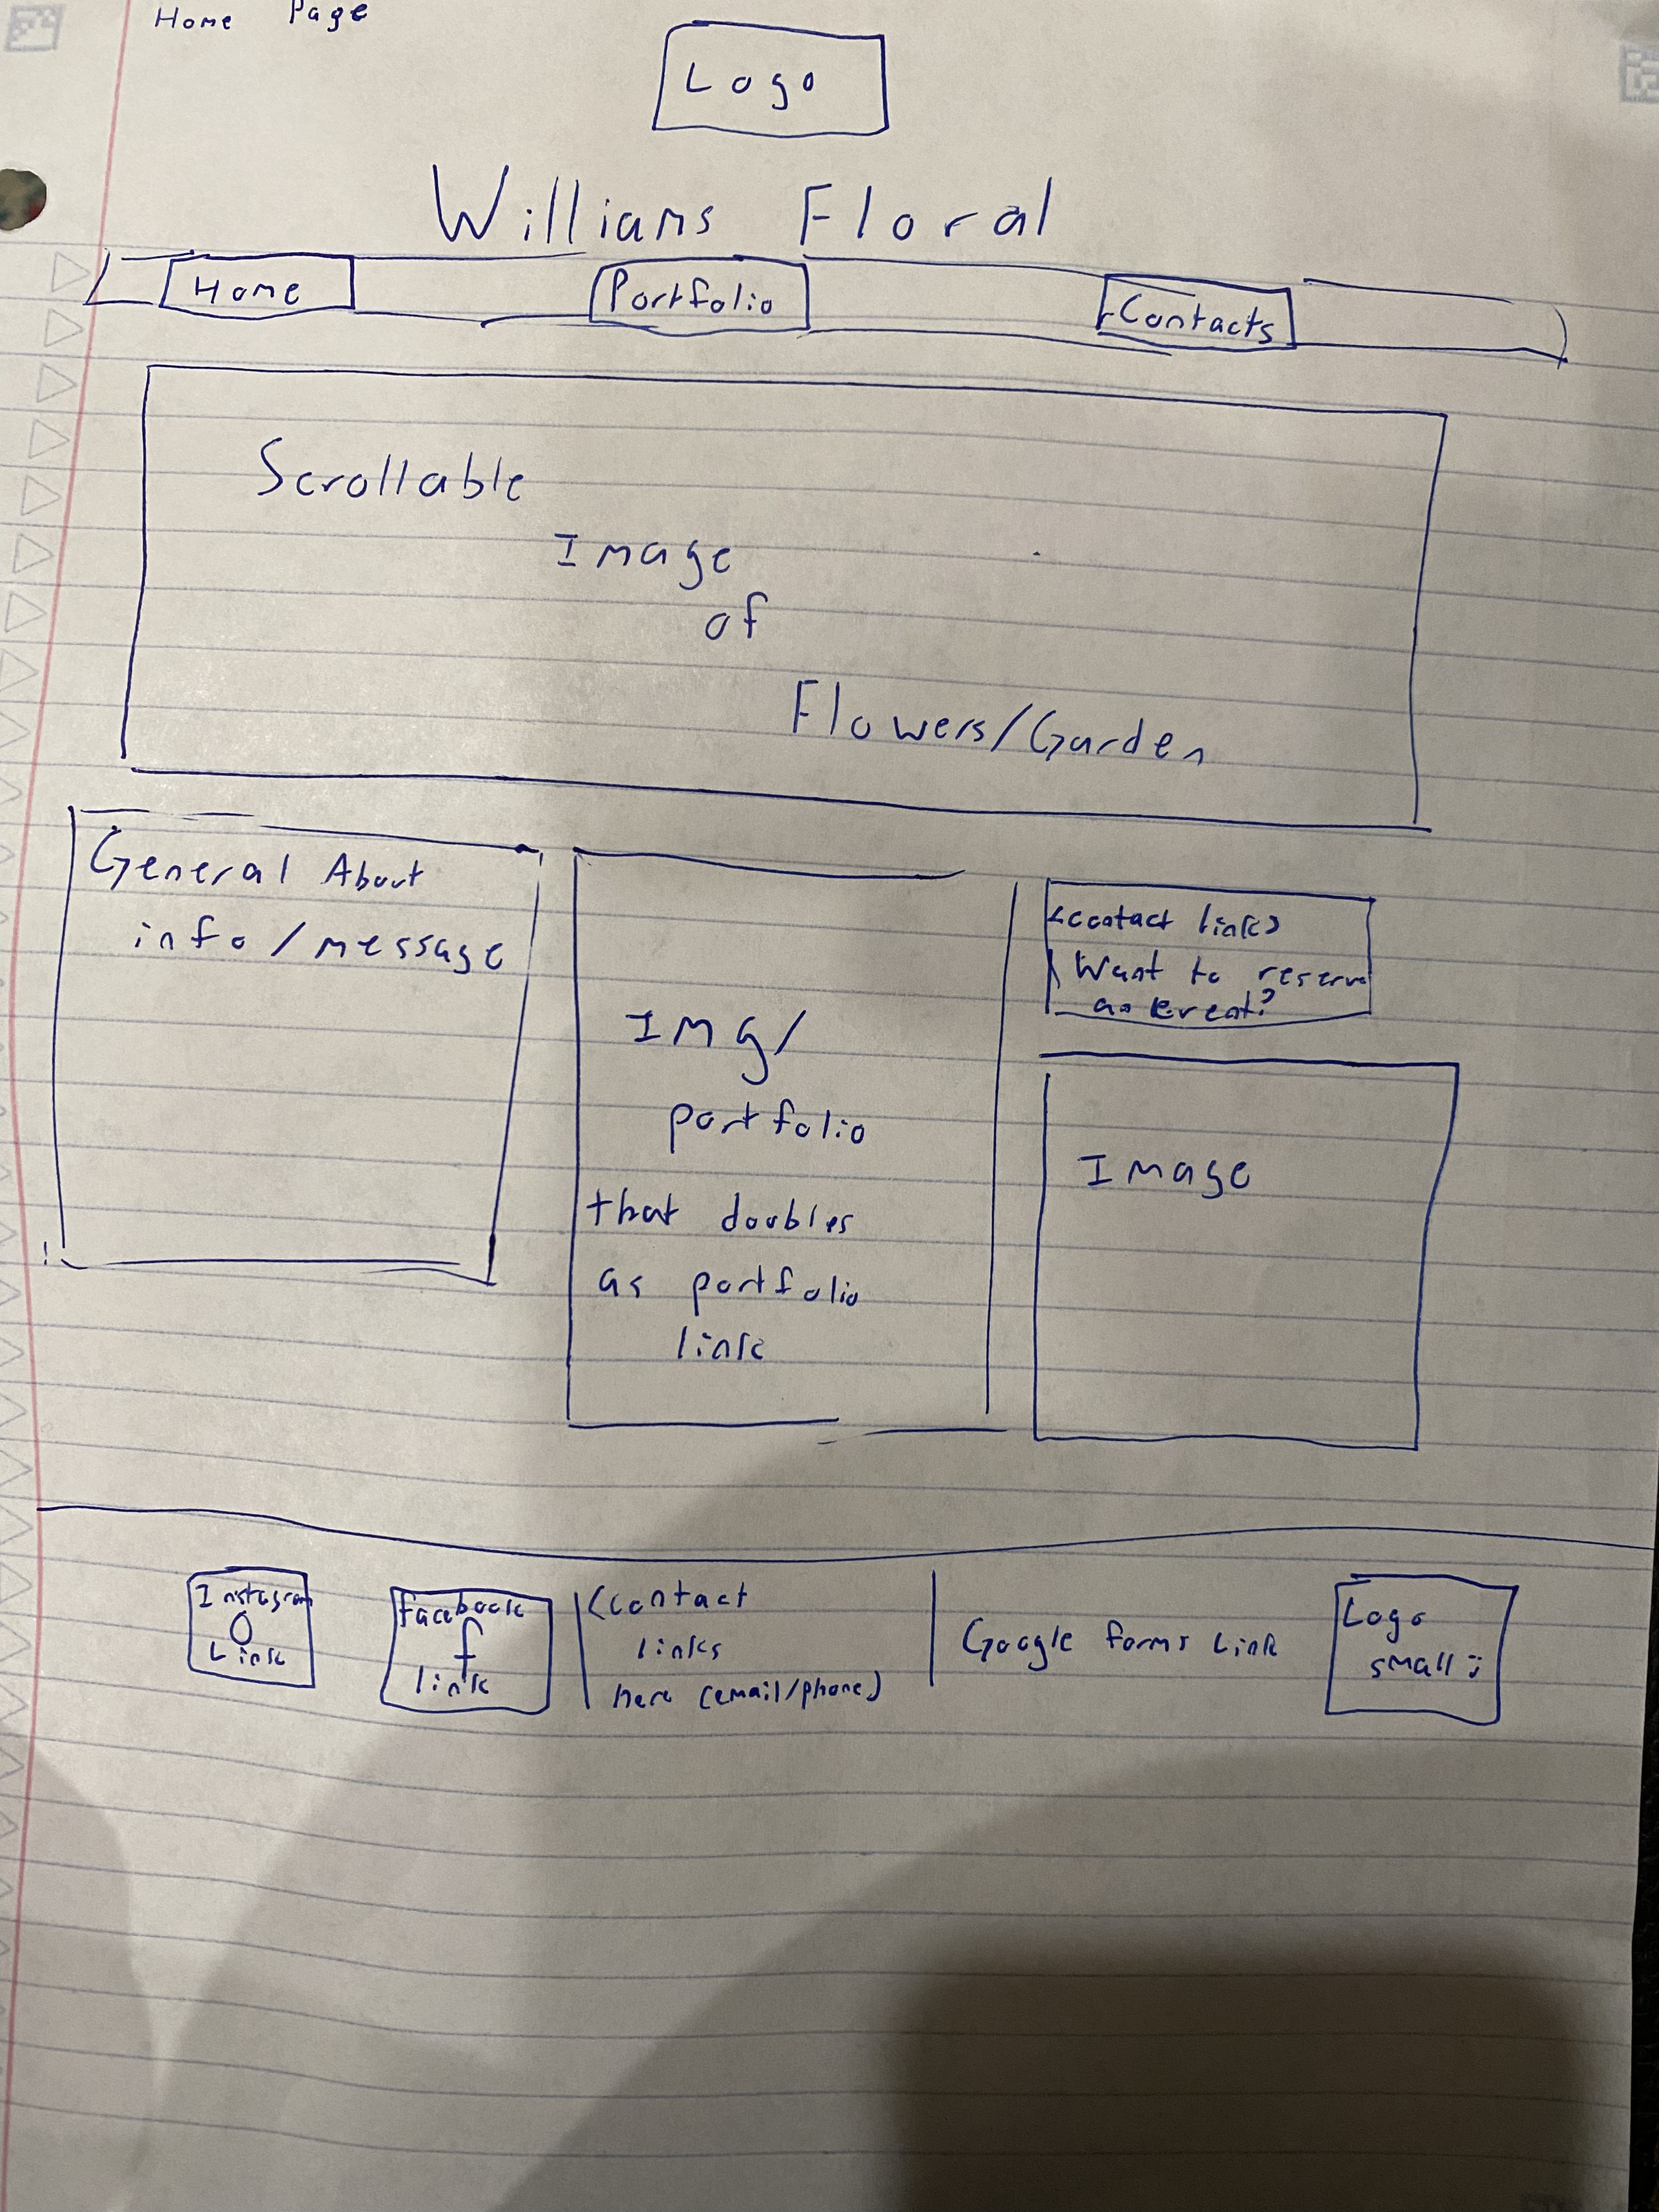 Home Page
Logo
Willians Floral
Home
Portfolio
Contacts
Scrollable
Image
of
Flowers/Garden
General About
info/message
Img/
portfolio
that doubles
as portfolio
link
<contact link>
Want to reserve
an Event?
Image
Instagram
Link
facebook
f
link
(contact
links
here (email/phone)
Google forms Link
Logo
small :)